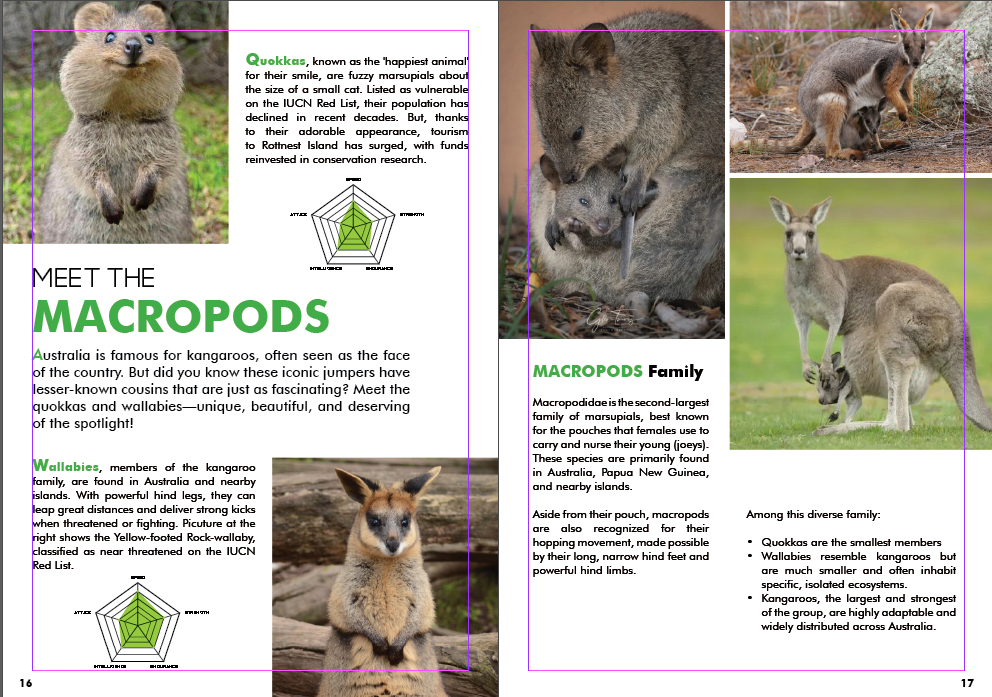 Quokkas, known as the 'happiest animal'
for their smile, are fuzzy marsupials about
the size of a small cat. Listed as vulnerable
on the IUCN Red List, their population has
declined in recent decades. But, thanks
to their adorable appearance, tourism
to Rottnest Island has surged, with funds
reinvested in conservation research.
SPEED
ATTACK
STRENGTH
INTELLIGENCE
ENDURANCE
MEET THE
MACROPODS
Australia is famous for kangaroos, often seen as the face
of the country. But did you know these iconic jumpers have
lesser-known cousins that are just as fascinating? Meet the
quokkas and wallabies—unique, beautiful, and deserving
of the spotlight!
Wallabies, members of the kangaroo
family, are found in Australia and nearby
islands. With powerful hind legs, they can
leap great distances and deliver strong kicks
when threatened or fighting. Picuture at the
right shows the Yellow-footed Rock-wallaby,
classified as near threatened on the IUCN
Red List.
SPEED
ATTACK
STRENGTH
INTELLIGENCE
ENDURANCE
16
MACROPODS Family
Macropodidae is the second-largest
family of marsupials, best known
for the pouches that females use to
carry and nurse their young (joeys).
These species are primarily found
in Australia, Papua New Guinea,
and nearby islands.
Aside from their pouch, macropods
are also recognized for their
hopping movement, made possible
by their long, narrow hind feet and
powerful hind limbs.
Among this diverse family:
• Quokkas are the smallest members
• Wallabies resemble kangaroos but
are much smaller and often inhabit
specific, isolated ecosystems.
• Kangaroos, the largest and strongest
of the group, are highly adaptable and
widely distributed across Australia.
17